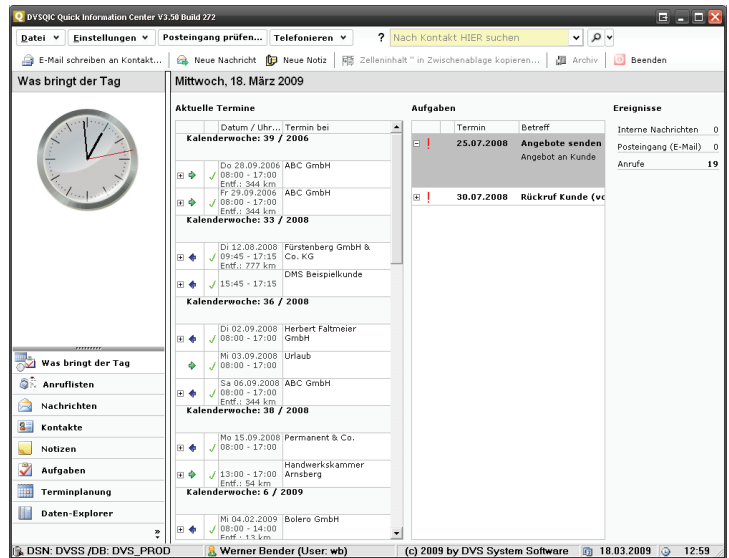 DVSQIC Quick Information Center V3.50 Build 272
Datei Einstellungen Posteingang prüfen... Telefonieren ? Nach Kontakt HIER suchen
E-Mail schreiben an Kontakt... Neue Nachricht Neue Notiz Zelleninhalt '' in Zwischenablage kopieren... Archiv Beenden
Was bringt der Tag
Mittwoch, 18. März 2009
Aktuelle Termine
Datum / Uhr... Termin bei
Kalenderwoche: 39 / 2006
Do 28.09.2006 ABC GmbH
08:00 - 17:00
Entf.: 344 km
Fr 29.09.2006 ABC GmbH
08:00 - 17:00
Entf.: 344 km
Kalenderwoche: 33 / 2008
Di 12.08.2008 Fürstenberg GmbH &
09:45 - 17:15 Co. KG
Entf.: 777 km
DMS Beispielkunde
15:45 - 17:15
Kalenderwoche: 36 / 2008
Di 02.09.2008 Herbert Faltmeier
08:00 - 17:00 GmbH
Mi 03.09.2008 Urlaub
08:00 - 17:00
Sa 06.09.2008 ABC GmbH
08:00 - 17:00
Entf.: 344 km
Kalenderwoche: 38 / 2008
Mo 15.09.2008 Permanent & Co.
08:00 - 17:00
Handwerkskammer
13:00 - 17:00 Arnsberg
Entf.: 54 km
Kalenderwoche: 6 / 2009
Mi 04.02.2009 Bolero GmbH
08:00 - 14:00
Entf.: 13 km
Aufgaben
Termin Betreff
25.07.2008 Angebote senden
Angebot an Kunde
30.07.2008 Rückruf Kunde (vo
Ereignisse
Interne Nachrichten 0
Posteingang (E-Mail) 0
Anrufe 19
Was bringt der Tag
Anruflisten
Nachrichten
Kontakte
Notizen
Aufgaben
Terminplanung
Daten-Explorer
DSN: DVSS /DB: DVS_PROD Werner Bender (User: wb) (c) 2009 by DVS System Software 18.03.2009 12:59